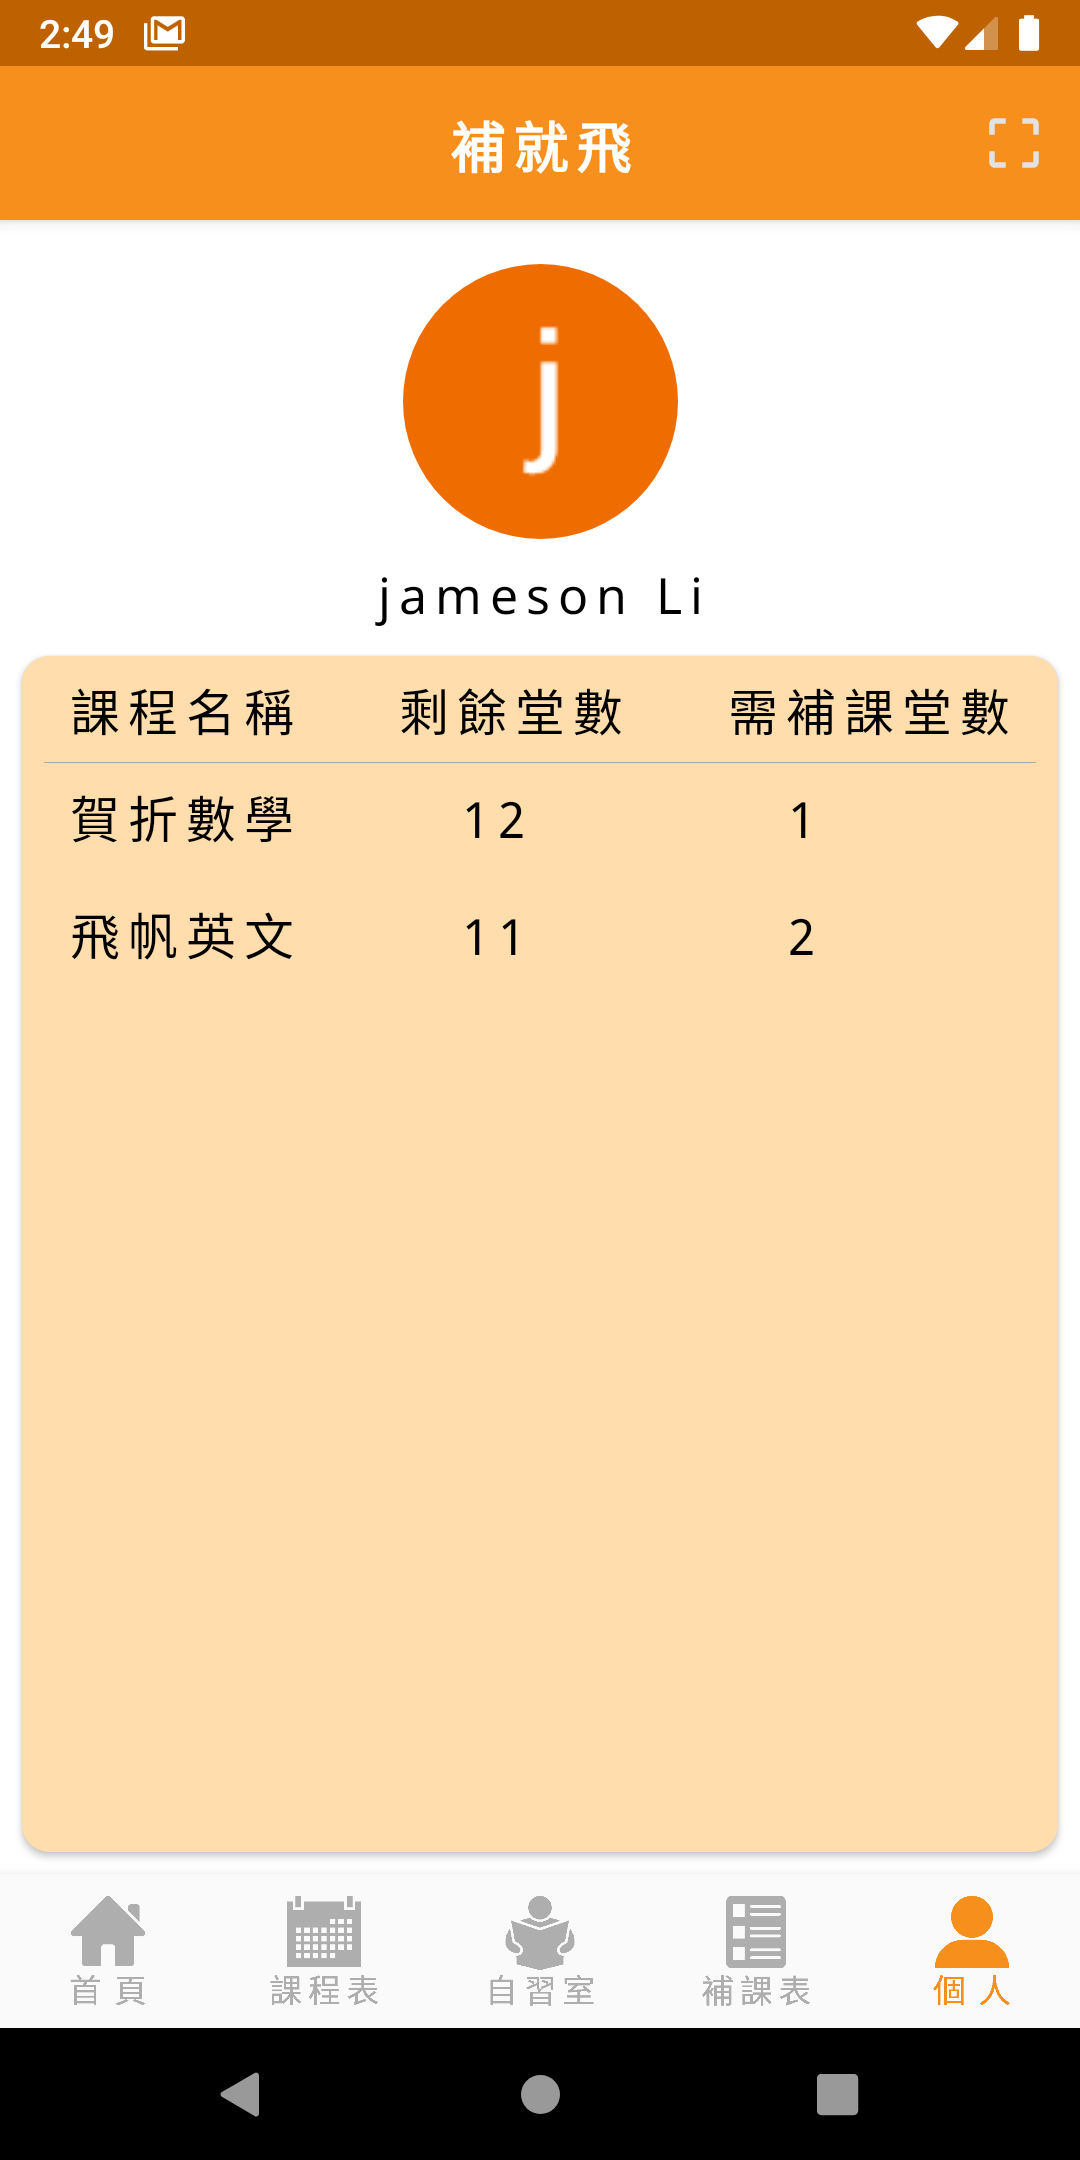 2:49
補就飛
j
jameson Li
課程名稱 剩餘堂數 需補課堂數
賀折數學 12 1
飛帆英文 11 2
首頁 課程表 自習室 補課表 個人